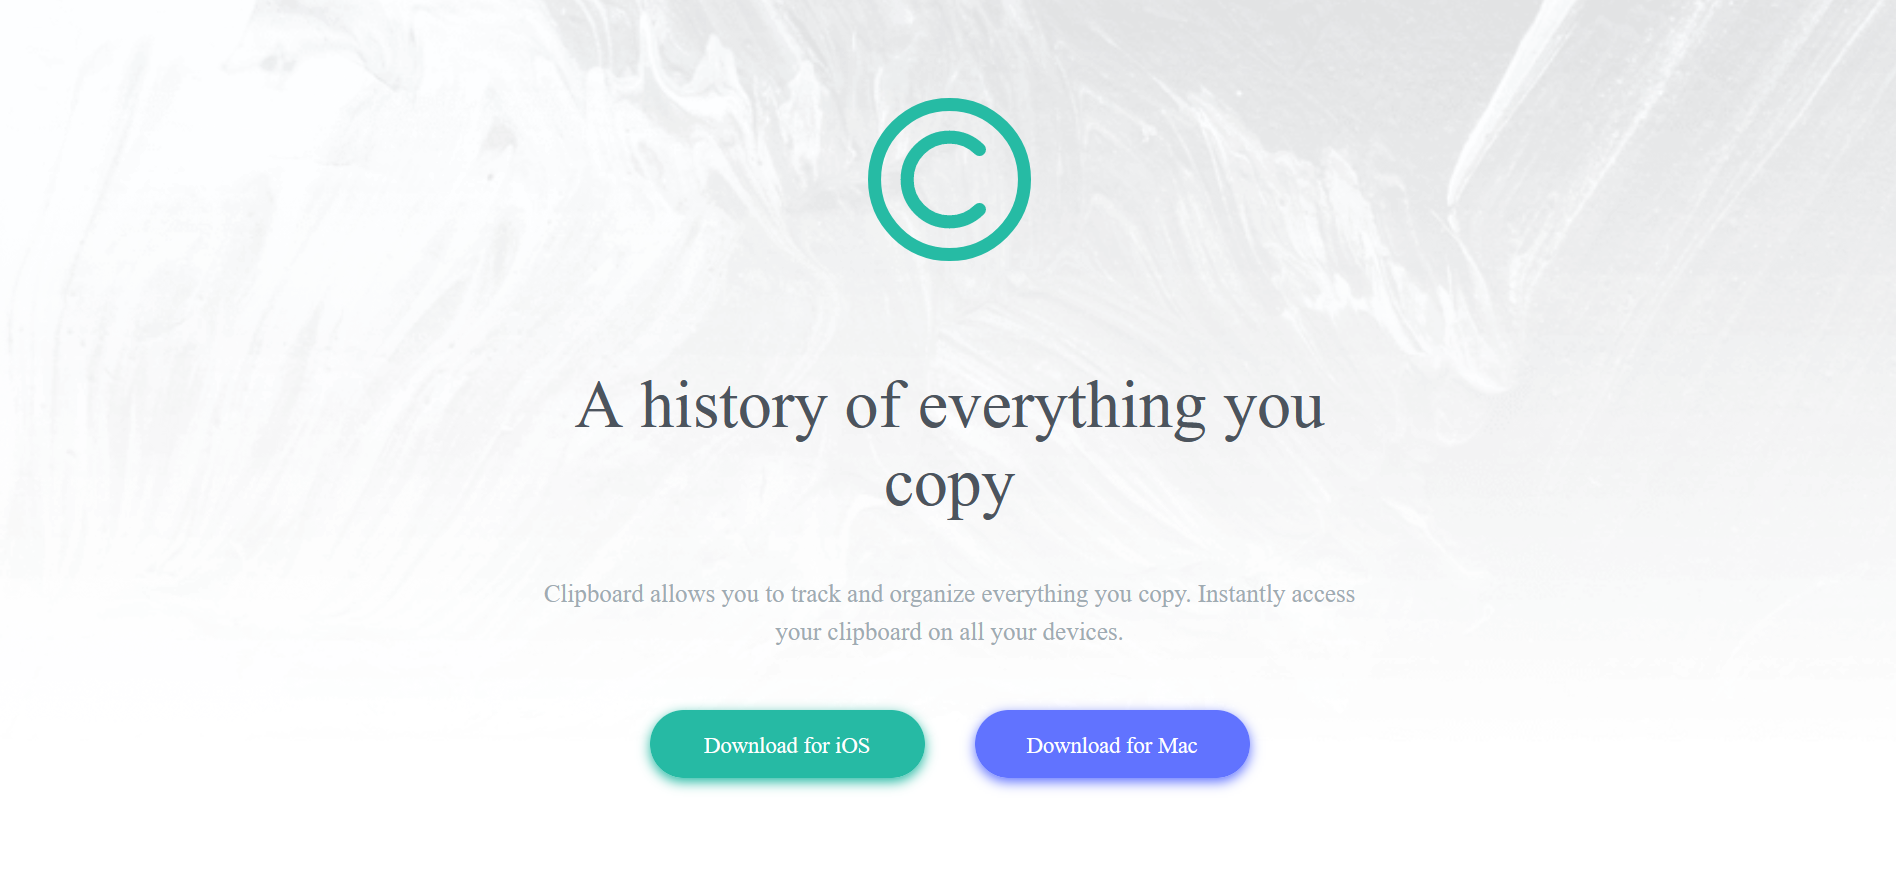 ©
A history of everything you
copy
Clipboard allows you to track and organize everything you copy. Instantly access
your clipboard on all your devices.
Download for iOS
Download for Mac